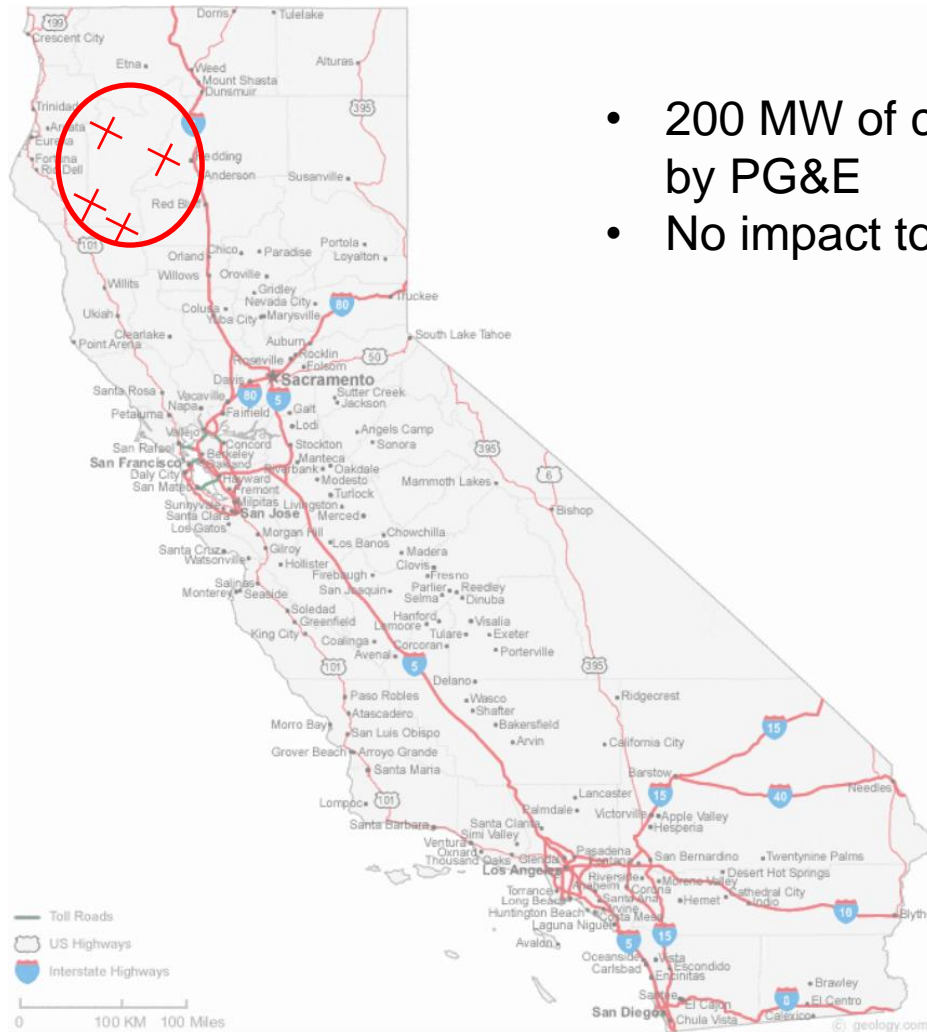 • 200 MW of
by PG&E
• No impact to
Dorris
Tulelake
199
Crescent City
Etna
Weed
Alturas
Mount Shasta
Dunsmuir
Trinidad
395
Arcata
Eureka
Redding
Fortuna
Rio Dell
Anderson
Susanville
Red Bluff
101
Portola
Loyalton
Chico
Paradise
Orland
Willows
Oroville
Willits
Gridley
Nevada City
Truckee
80
Ukiah
Colusa
Yuba City
Marysville
Clearlake
Point Arena
Auburn
South Lake Tahoe
Rocklin
Roseville
Folsom
50
Davis
Sacramento
Santa Rosa
Vacaville
80
5
Sutter Creek
Jackson
Napa
Petaluma
Fairfield
Galt
Lodi
Vallejo
Angels Camp
San Rafael
Concord
Stockton
Sonora
395
Berkeley
Manteca
San Francisco
Oakland
Riverbank
Oakdale
6
Daly City
Hayward
Modesto
Mammoth Lakes
San Mateo
Fremont
Turlock
Milpitas
Livingston
Sunnyvale
Bishop
Santa Clara
San Jose
Merced
Los Gatos
Morgan Hill
Chowchilla
Santa Cruz
Gilroy
Los Banos
Madera
Watsonville
Hollister
Clovis
Firebaugh
Fresno
Salinas
San Joaquin
Parlier
Reedley
Monterey
Seaside
Selma
Dinuba
Soledad
Hanford
Visalia
Greenfield
Lemoore
King City
Tulare
Exeter
Coalinga
Corcoran
Porterville
Avenal
5
395
101
Delano
Paso Robles
Wasco
Ridgecrest
Atascadero
Shafter
Morro Bay
San Luis Obispo
Bakersfield
15
Grover Beach
Arroyo Grande
Arvin
California City
Santa Maria
Barstow
Needles
Lompoc
101
Lancaster
15
40
Palmdale
Victorville
Apple Valley
Santa Barbara
Santa Clarita
Hesperia
Simi Valley
Ventura
Oxnard
Pasadena
Thousand Oaks
Glendale
Fontana
San Bernardino
Twentynine Palms
Los Angeles
Riverside
Desert Hot Springs
Moreno Valley
Torrance
Anaheim
Corona
Cathedral City
Long Beach
Santa Ana
Hemet
Indio
10
Huntington Beach
Irvine
Costa Mesa
Blyth
Toll Roads
Laguna Niguel
US Highways
Avalon
5
15
Oceanside
Vista
Interstate Highways
Carlsbad
Escondido
Encinitas
Brawley
Santee
8
El Centro
El Cajon
San Diego
Chula Vista
Calexico
0 100 KM 100 Miles
© geology.com